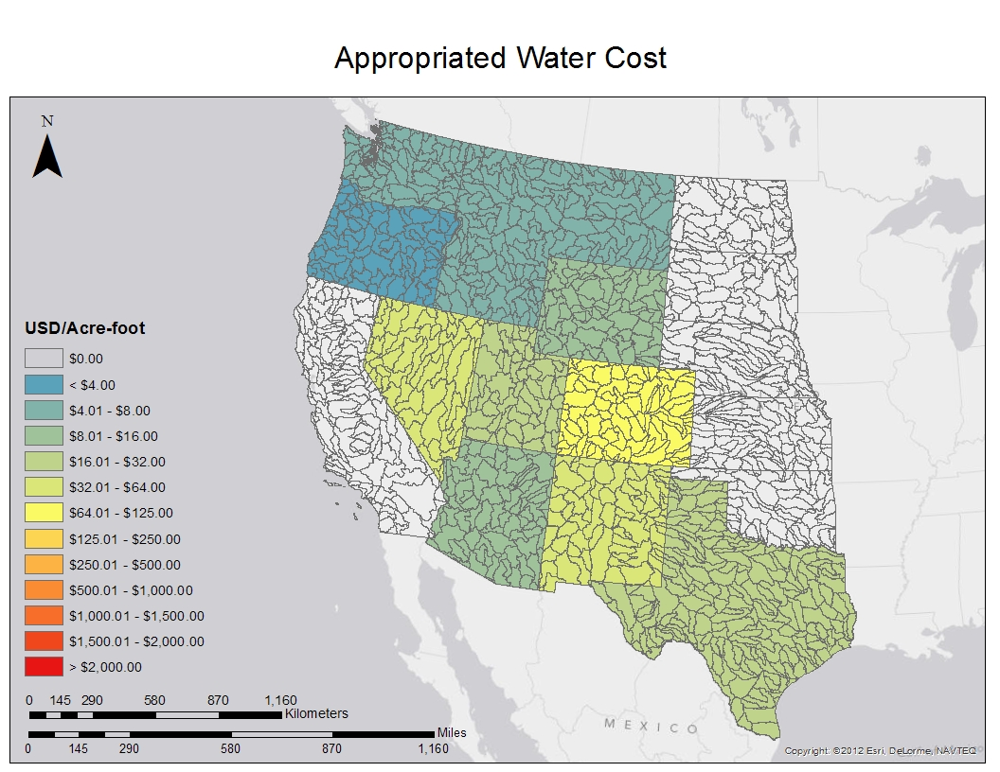 Appropriated Water Cost
N
USD/Acre-foot
$0.00
< $4.00
$4.01 - $8.00
$8.01 - $16.00
$16.01 - $32.00
$32.01 - $64.00
$64.01 - $125.00
$125.01 - $250.00
$250.01 - $500.00
$500.01 - $1,000.00
$1,000.01 - $1,500.00
$1,500.01 - $2,000.00
> $2,000.00
0 145 290 580 870 1,160
Kilometers
Miles
0 145 290 580 870 1,160
MEXICO
Copyright: ©2012 Esri, DeLorme, NAVTEQ